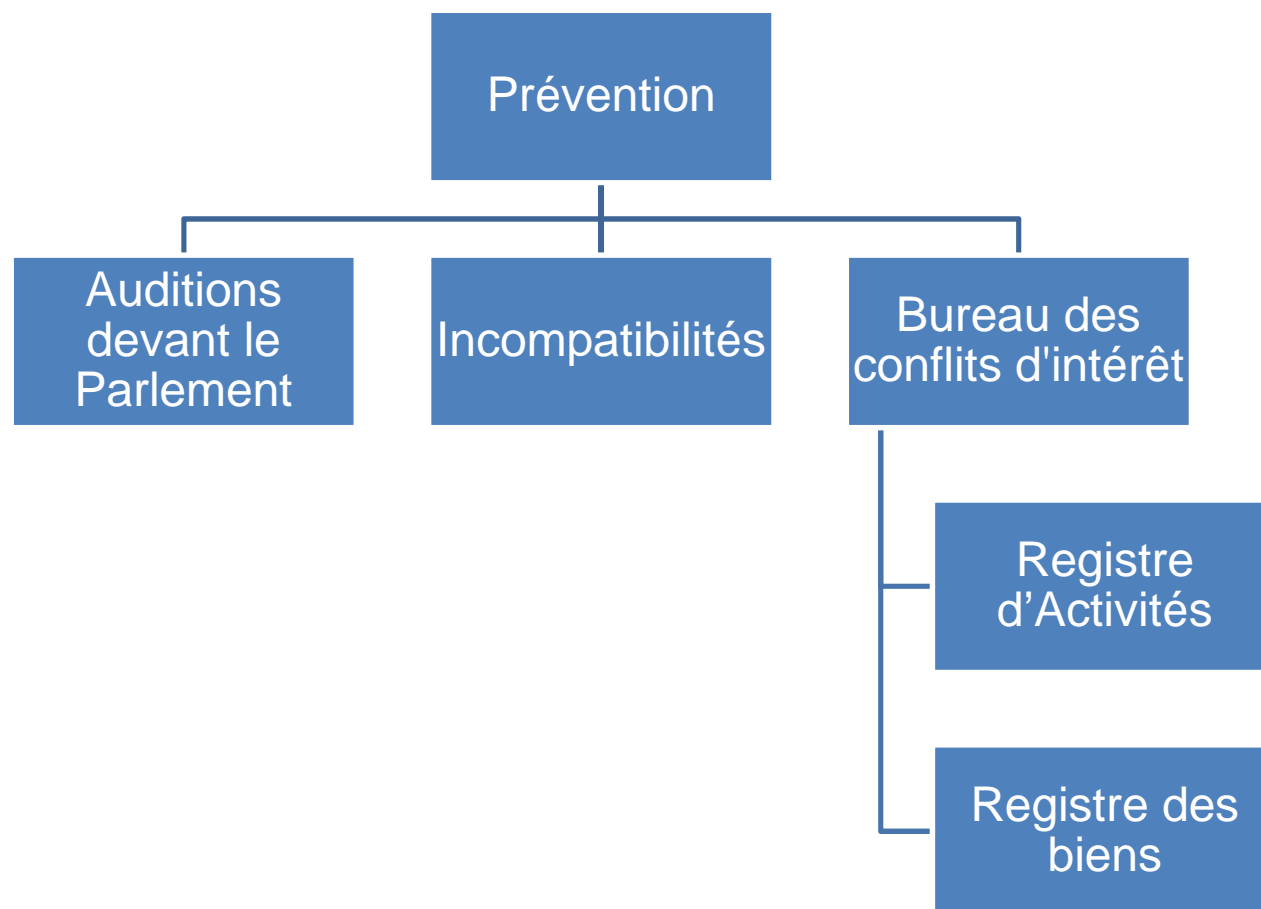 Prévention
Auditions
devant le
Parlement
Incompatibilités
Bureau des
conflits d'intérêt
Registre
d’Activités
Registre des
biens